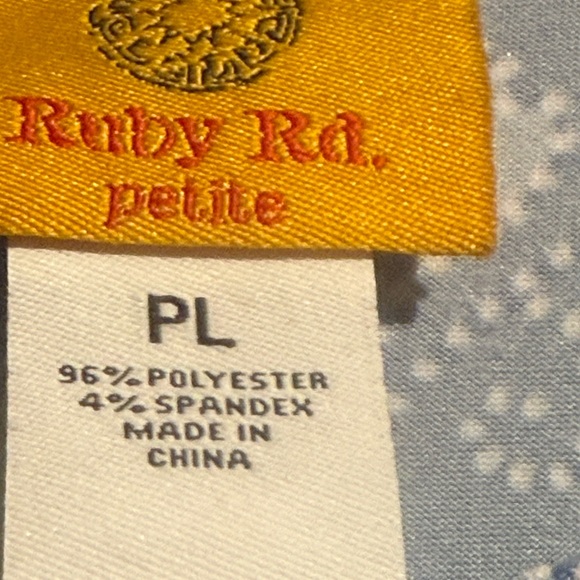 Ruby Rd.
petite
PL
96% POLYESTER
4% SPANDEX
MADE IN
CHINA